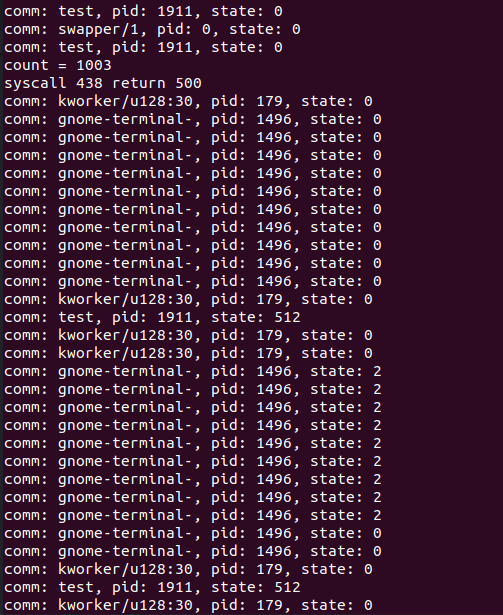 comm: test, pid: 1911, state: 0
comm: swapper/1, pid: 0, state: 0
comm: test, pid: 1911, state: 0
count = 1003
syscall 438 return 500
comm: kworker/u128:30, pid: 179, state: 0
comm: gnome-terminal-, pid: 1496, state: 0
comm: gnome-terminal-, pid: 1496, state: 0
comm: gnome-terminal-, pid: 1496, state: 0
comm: gnome-terminal-, pid: 1496, state: 0
comm: gnome-terminal-, pid: 1496, state: 0
comm: gnome-terminal-, pid: 1496, state: 0
comm: gnome-terminal-, pid: 1496, state: 0
comm: gnome-terminal-, pid: 1496, state: 0
comm: gnome-terminal-, pid: 1496, state: 0
comm: gnome-terminal-, pid: 1496, state: 0
comm: kworker/u128:30, pid: 179, state: 0
comm: test, pid: 1911, state: 512
comm: kworker/u128:30, pid: 179, state: 0
comm: kworker/u128:30, pid: 179, state: 0
comm: gnome-terminal-, pid: 1496, state: 2
comm: gnome-terminal-, pid: 1496, state: 2
comm: gnome-terminal-, pid: 1496, state: 2
comm: gnome-terminal-, pid: 1496, state: 2
comm: gnome-terminal-, pid: 1496, state: 2
comm: gnome-terminal-, pid: 1496, state: 2
comm: gnome-terminal-, pid: 1496, state: 2
comm: gnome-terminal-, pid: 1496, state: 2
comm: gnome-terminal-, pid: 1496, state: 2
comm: gnome-terminal-, pid: 1496, state: 0
comm: gnome-terminal-, pid: 1496, state: 0
comm: kworker/u128:30, pid: 179, state: 0
comm: test, pid: 1911, state: 512
comm: kworker/u128:30, pid: 179, state: 0